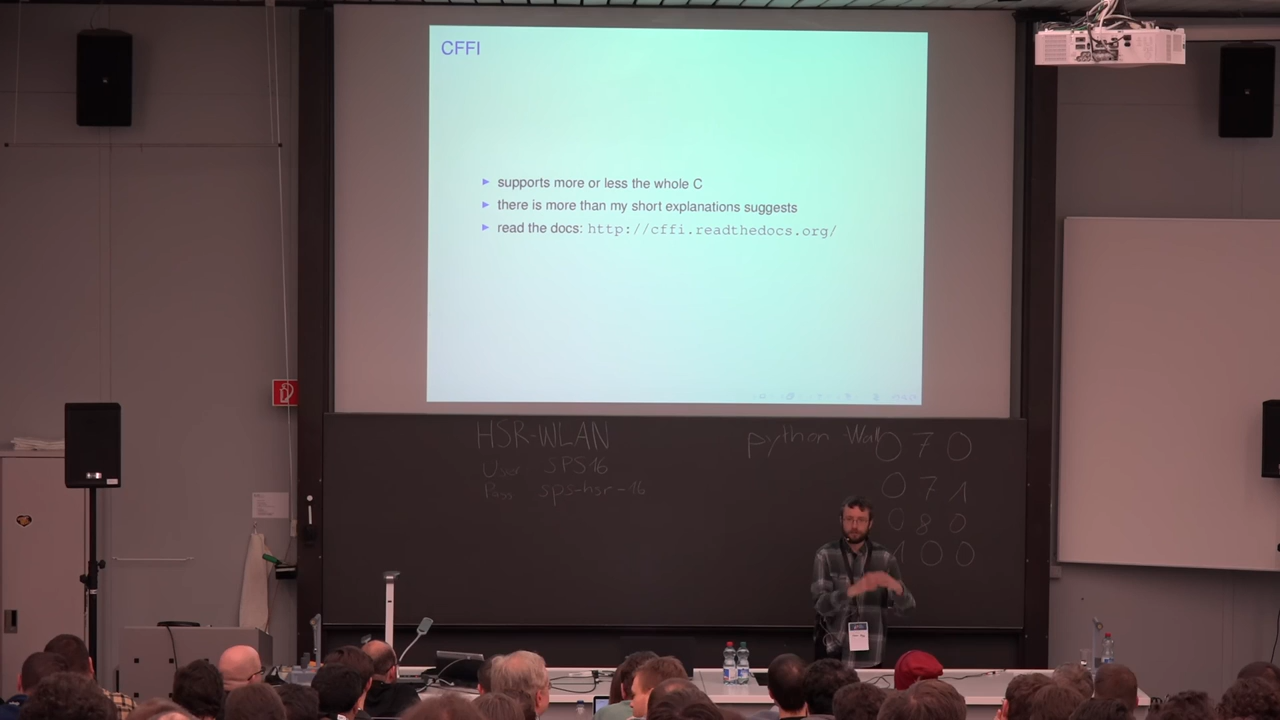 CFFI
supports more or less the whole C
there is more than my short explanations suggests
read the docs: http://cffi.readthedocs.org/
HSR-WLAN
User SPS16
Pass sps-hsr-16
Python Wall
070
071
080
100